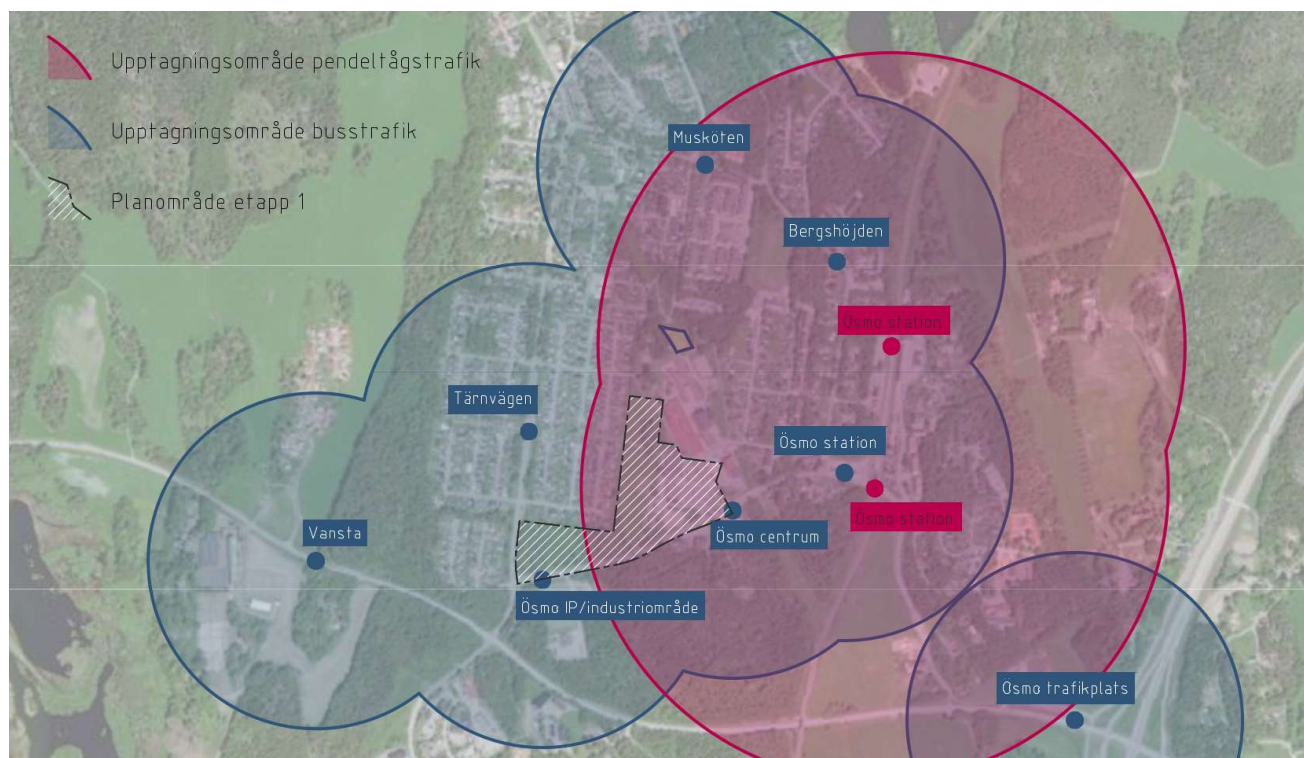 Upptagningsområde pendeltågstrafik
Upptagningsområde busstrafik
Planområde etapp 1
Muskөten
Bergshöjden
Ösmo station
Tärnvägen
Ösmo station
Ösmo station
Vansta
Ösmo centrum
Ösmo IP/industriområde
Ösmo trafikplats